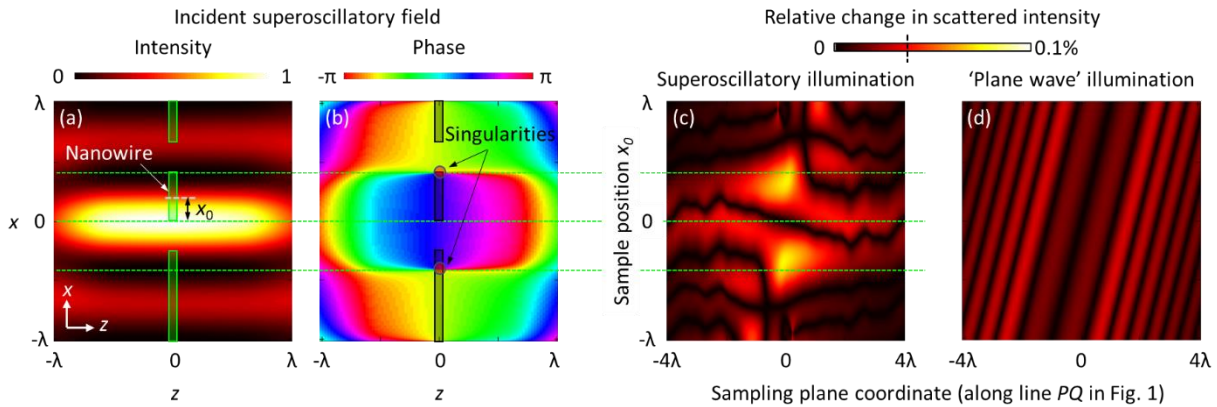 Incident superoscillatory field
Relative change in scattered intensity
Intensity
Phase
0 1
-π π
0 0.1%
Superoscillatory illumination
'Plane wave' illumination
(a)
(b)
(c)
(d)
Nanowire
Singularities
x₀
λ
x 0
-λ
x
z
-λ 0 λ
z
-λ 0 λ
z
Sample position x₀
λ
0
-λ
-4λ 0 4λ
-4λ 0 4λ
Sampling plane coordinate (along line PQ in Fig. 1)